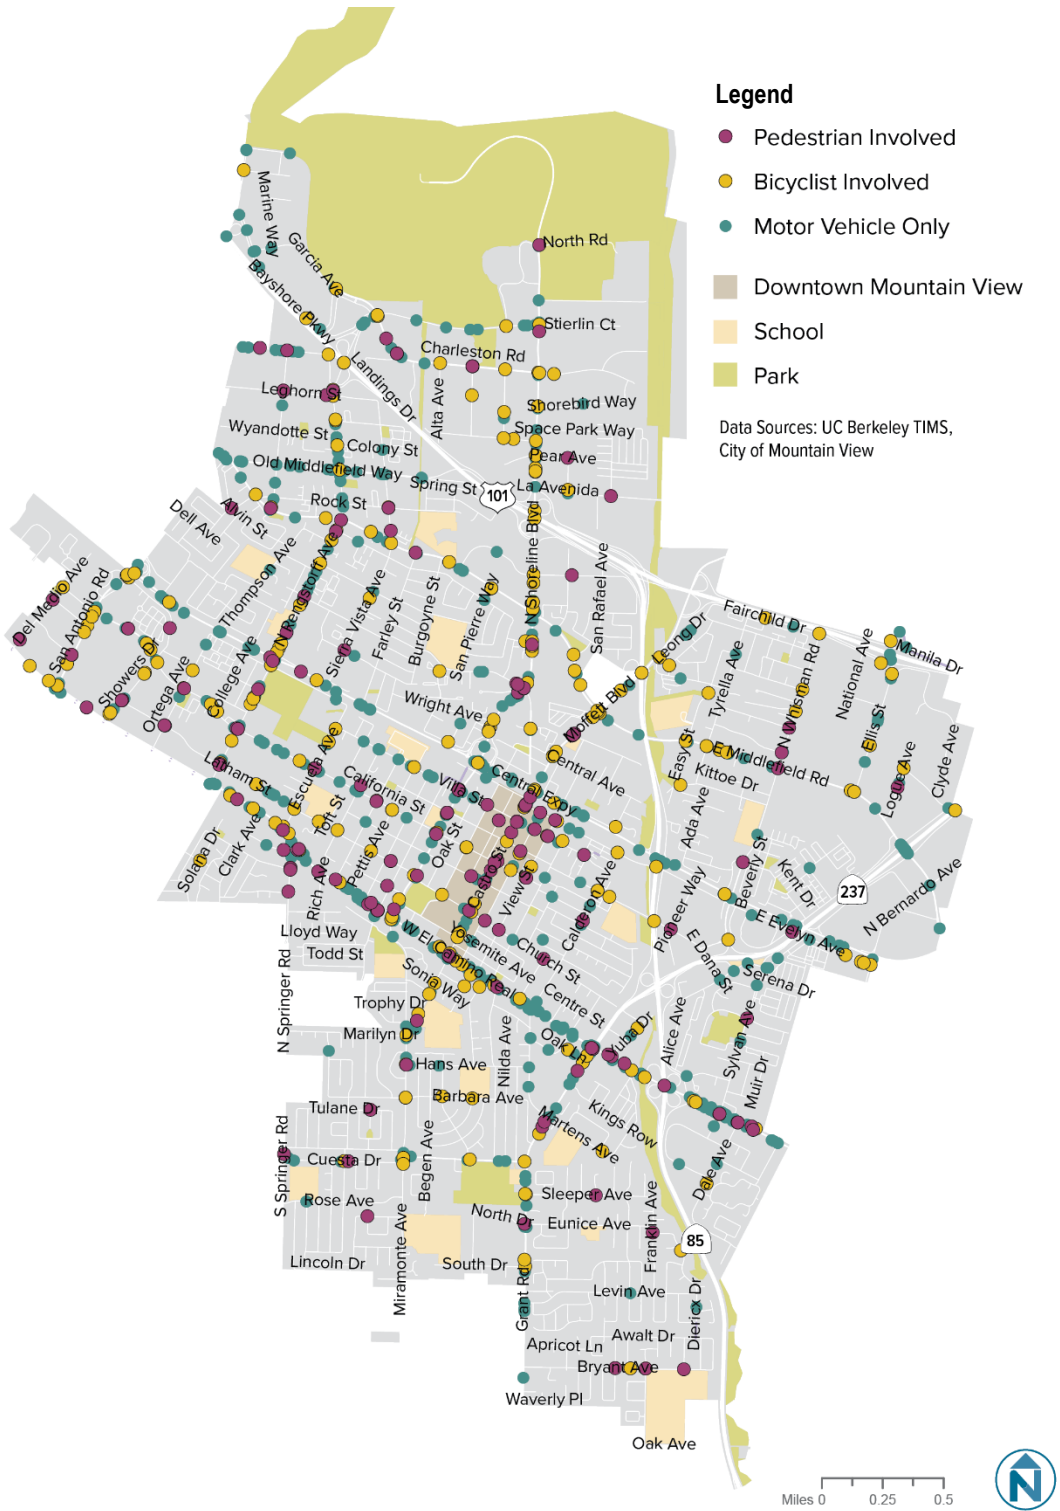 Legend
Pedestrian Involved
Bicyclist Involved
Motor Vehicle Only
Downtown Mountain View
School
Park
Data Sources: UC Berkeley TIMS,
City of Mountain View
Marine Way
Garcia Ave
Bayshore Pkwy
North Rd
Stierlin Ct
Charleston Rd
Landings Dr
Alta Ave
Leghorn St
Shorebird Way
Wyandotte St
Colony St
Space Park Way
Old Middlefield Way
Pear Ave
Spring St
101
La Avenida
Rock St
Alvin St
Dell Ave
N Shoreline Blvd
San Rafael Ave
Thompson Ave
N Rengstorff Ave
Sierra Vista Ave
Farley St
Burgoyne St
San Pierre Way
Del Medio Ave
San Antonio Rd
Showers Dr
Ortega Ave
College Ave
Fairchild Dr
Leong Dr
Manila Dr
Tyrella Ave
N Whisman Rd
National Ave
Wright Ave
Moffett Blvd
Ellis St
Clyde Ave
Easy St
E Middlefield Rd
Logue Ave
Kittoe Dr
Latham St
Escuela Ave
California St
Villa St
Central Expy
Central Ave
Toft St
Solana Dr
Clark Ave
Rich Ave
Pettis Ave
Oak St
Castro St
View St
Calderon Ave
Ada Ave
Pioneer Way
Beverly St
Kent Dr
237
N Bernardo Ave
E Evelyn Ave
E Dana St
Serena Dr
Lloyd Way
Todd St
W El Camino Real
Yosemite Ave
Church St
Sonia Way
Centre St
N Springer Rd
Trophy Dr
Marilyn Dr
Hans Ave
Nilda Ave
Oak Ln
Yuba Dr
Alice Ave
Sylvan Ave
Muir Dr
Barbara Ave
Tulane Dr
Kings Row
Martens Ave
S Springer Rd
Cuesta Dr
Begen Ave
Dale Ave
Rose Ave
Sleeper Ave
North Dr
Eunice Ave
Franklin Ave
85
Miramonte Ave
Lincoln Dr
South Dr
Grant Rd
Levin Ave
Diericx Dr
Awalt Dr
Apricot Ln
Bryant Ave
Waverly Pl
Oak Ave
N
Miles 0 0.25 0.5